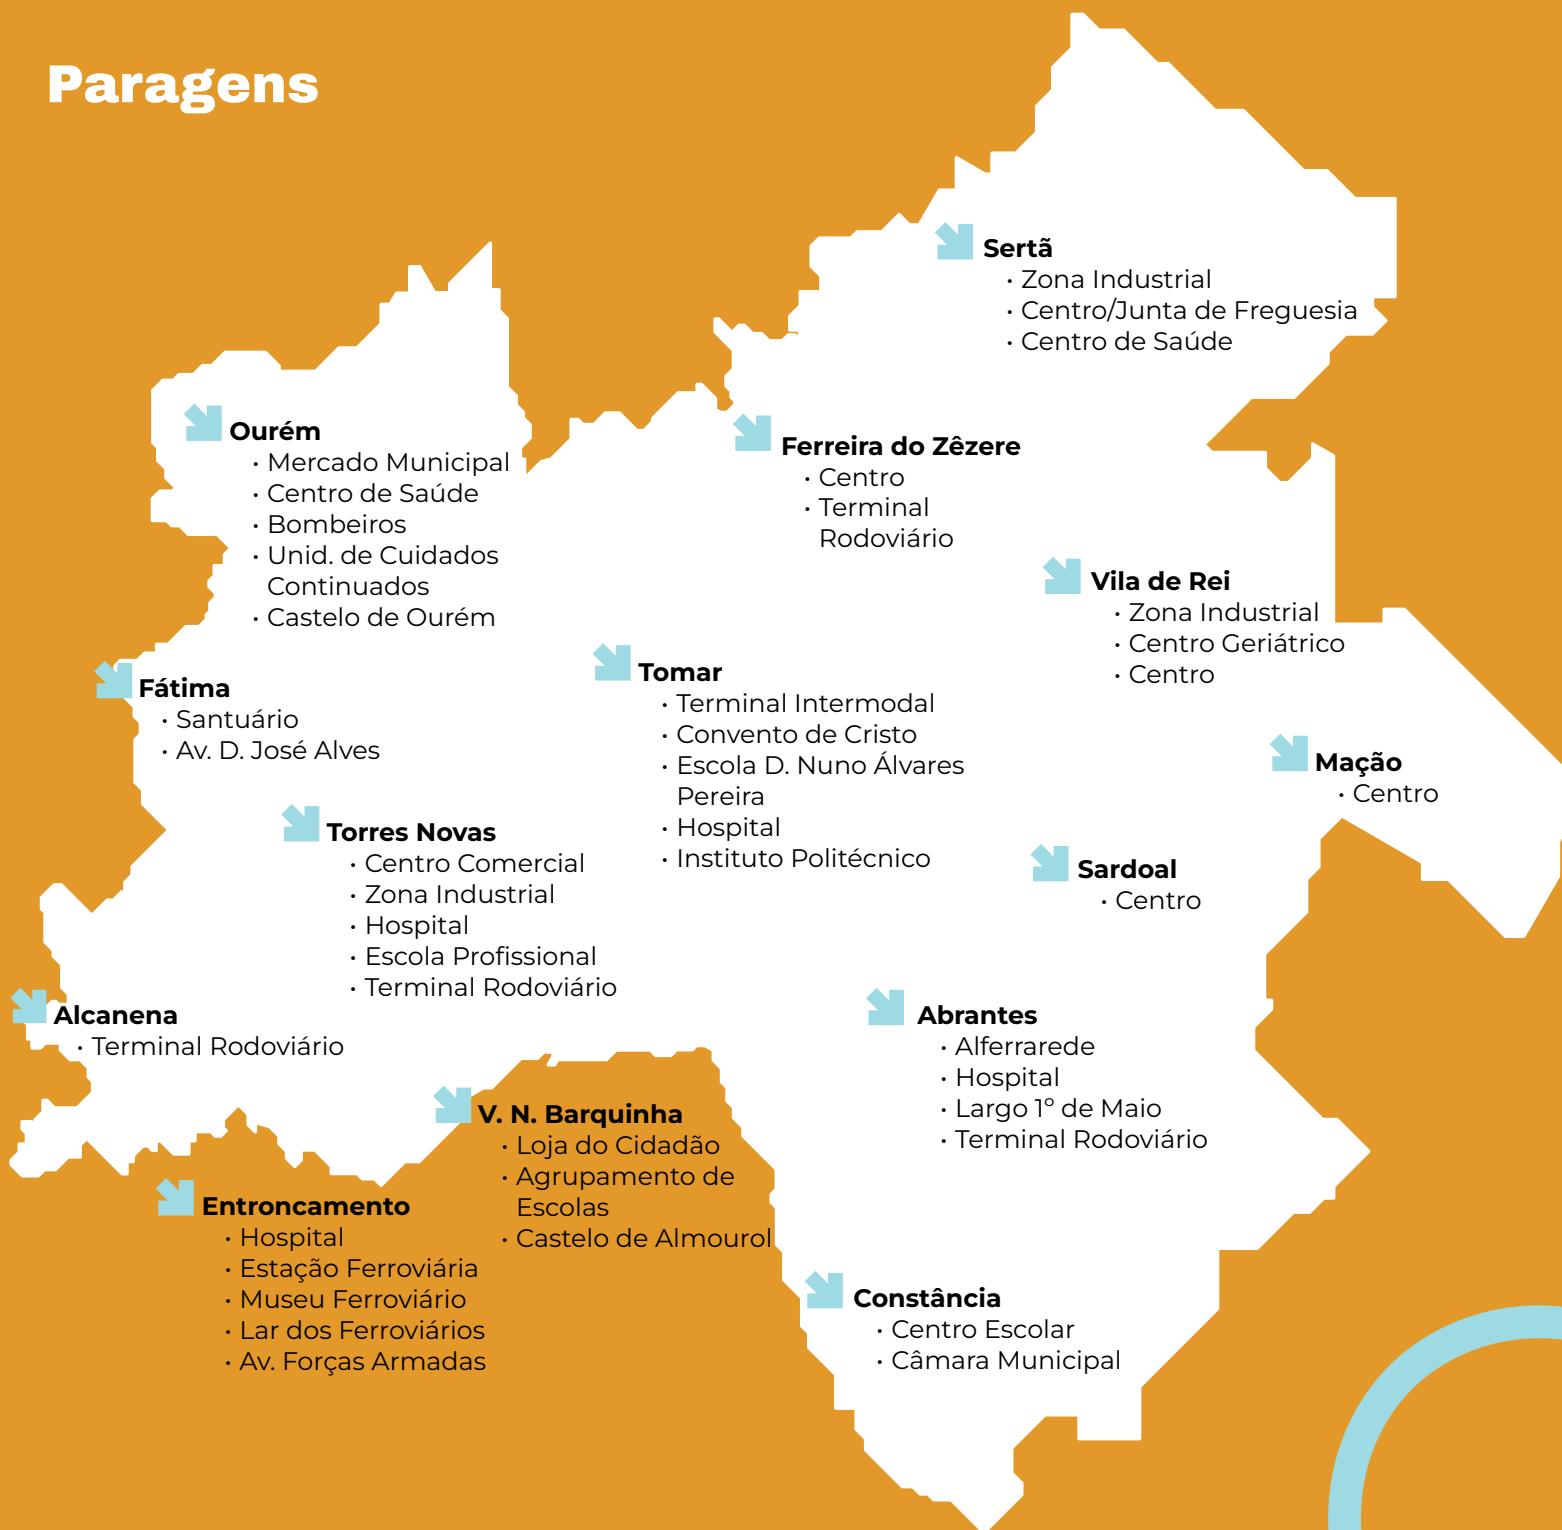 Paragens
Sertã
• Zona Industrial
• Centro/Junta de Freguesia
• Centro de Saúde
Ourém
• Mercado Municipal
• Centro de Saúde
• Bombeiros
• Unid. de Cuidados
Continuados
• Castelo de Ourém
Ferreira do Zêzere
• Centro
• Terminal
Rodoviário
Vila de Rei
• Zona Industrial
• Centro Geriátrico
• Centro
Fátima
• Santuário
• Av. D. José Alves
Tomar
• Terminal Intermodal
• Convento de Cristo
• Escola D. Nuno Álvares
Pereira
• Hospital
• Instituto Politécnico
Mação
• Centro
Torres Novas
• Centro Comercial
• Zona Industrial
• Hospital
• Escola Profissional
• Terminal Rodoviário
Sardoal
• Centro
Alcanena
• Terminal Rodoviário
Abrantes
• Alferrarede
• Hospital
• Largo 1º de Maio
• Terminal Rodoviário
V. N. Barquinha
• Loja do Cidadão
• Agrupamento de
Escolas
• Castelo de Almourol
Entroncamento
• Hospital
• Estação Ferroviária
• Museu Ferroviário
• Lar dos Ferroviários
• Av. Forças Armadas
Constância
• Centro Escolar
• Câmara Municipal